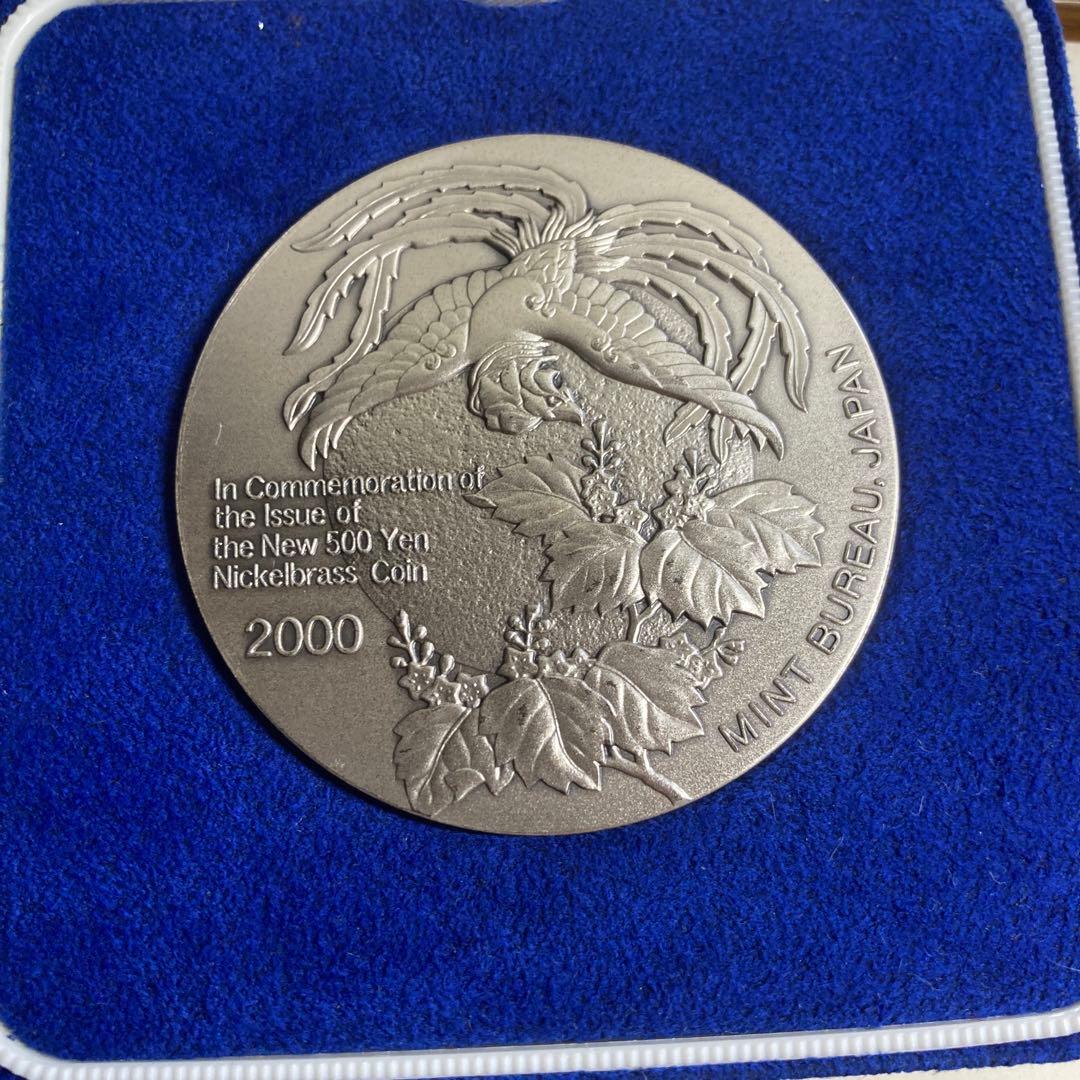 In Commemoration of
the Issue of
the New 500 Yen
Nickelbrass Coin
2000
MINT BUREAU, JAPAN